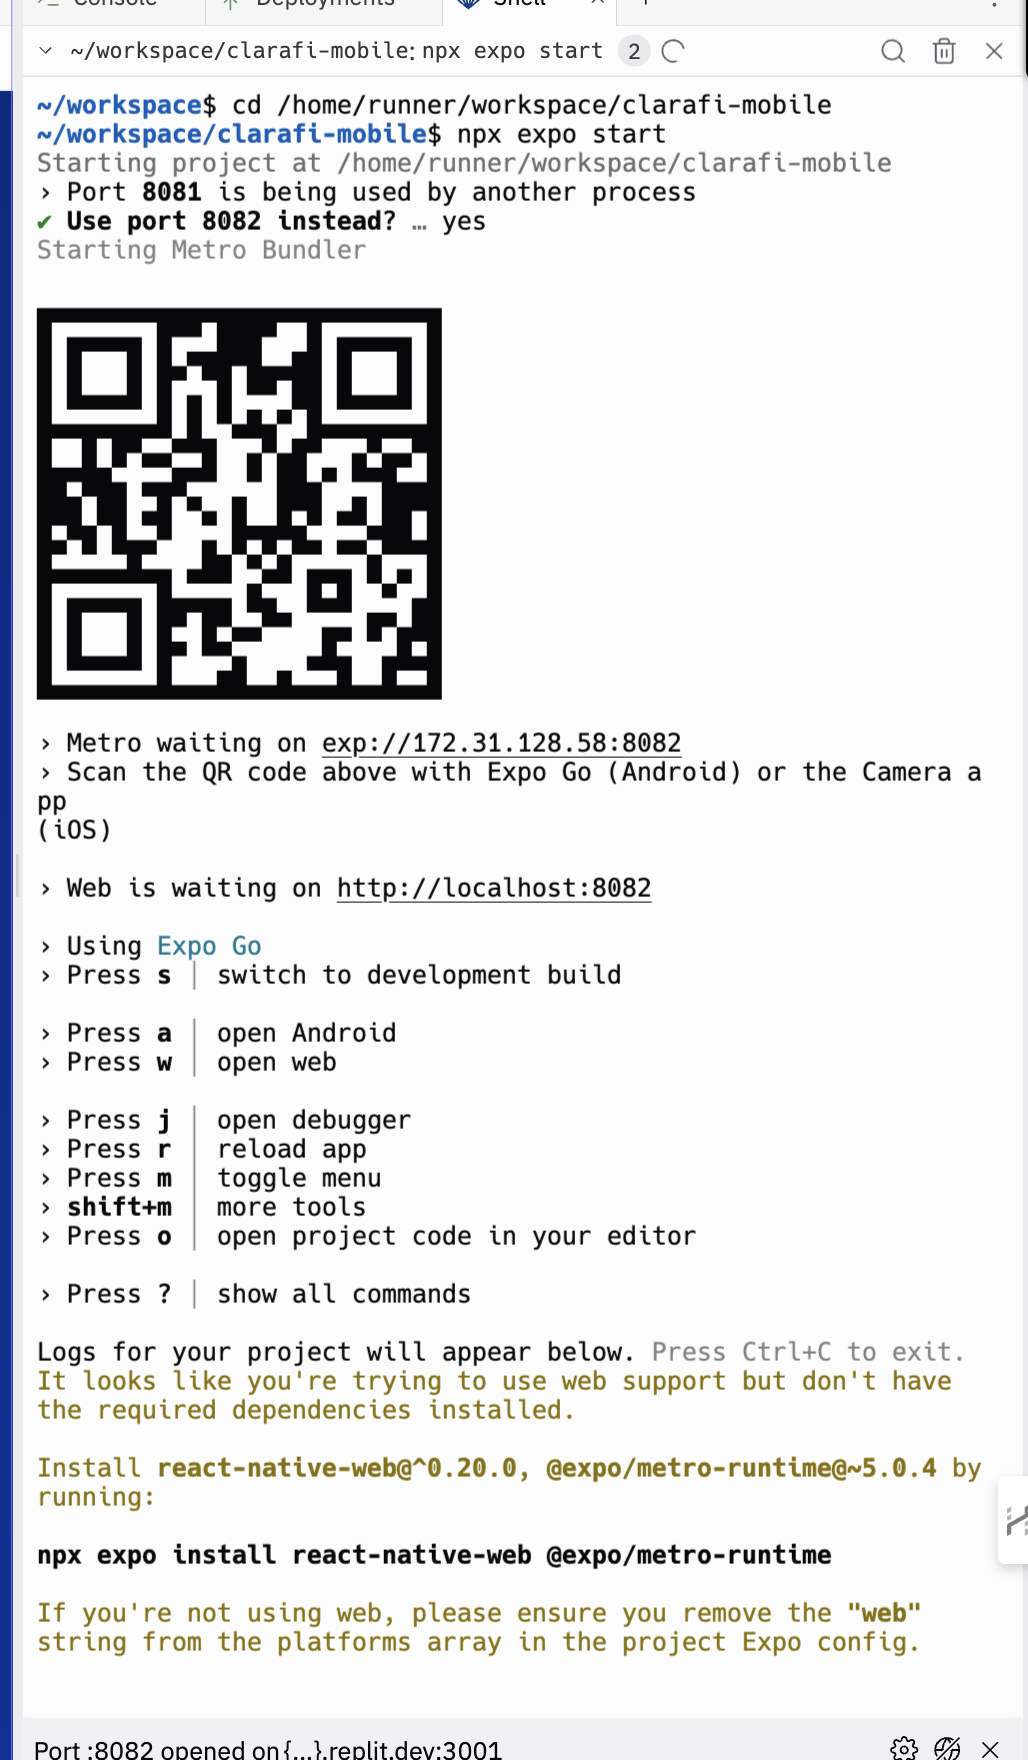 Console
Deployments
Shell
~/workspace/clarafi-mobile: npx expo start 2
~/workspace$ cd /home/runner/workspace/clarafi-mobile
~/workspace/clarafi-mobile$ npx expo start
Starting project at /home/runner/workspace/clarafi-mobile
› Port 8081 is being used by another process
✔ Use port 8082 instead? … yes
Starting Metro Bundler
› Metro waiting on exp://172.31.128.58:8082
› Scan the QR code above with Expo Go (Android) or the Camera a
pp
(iOS)
› Web is waiting on http://localhost:8082
› Using Expo Go
› Press s │ switch to development build
› Press a │ open Android
› Press w │ open web
› Press j │ open debugger
› Press r │ reload app
› Press m │ toggle menu
› shift+m │ more tools
› Press o │ open project code in your editor
› Press ? │ show all commands
Logs for your project will appear below. Press Ctrl+C to exit.
It looks like you're trying to use web support but don't have
the required dependencies installed.
Install react-native-web@^0.20.0, @expo/metro-runtime@~5.0.4 by
running:
npx expo install react-native-web @expo/metro-runtime
If you're not using web, please ensure you remove the "web"
string from the platforms array in the project Expo config.
Port :8082 opened on {...}.replit.dev:3001